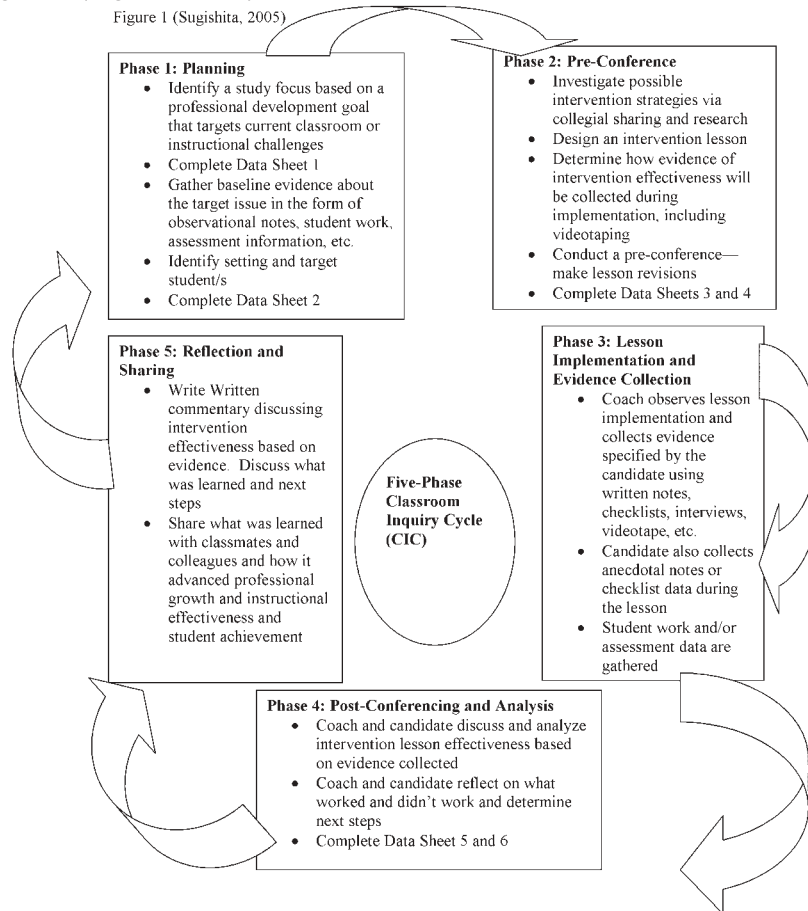 Figure 1 (Sugishita, 2005)
Phase 1: Planning
• Identify a study focus based on a
professional development goal
that targets current classroom or
instructional challenges
• Complete Data Sheet 1
• Gather baseline evidence about
the target issue in the form of
observational notes, student work,
assessment information, etc.
• Identify setting and target
student/s
• Complete Data Sheet 2
Phase 2: Pre-Conference
• Investigate possible
intervention strategies via
collegial sharing and research
• Design an intervention lesson
• Determine how evidence of
intervention effectiveness will
be collected during
implementation, including
videotaping
• Conduct a pre-conference—
make lesson revisions
• Complete Data Sheets 3 and 4
Phase 3: Lesson
Implementation and
Evidence Collection
• Coach observes lesson
implementation and
collects evidence
specified by the
candidate using
written notes,
checklists, interviews,
videotape, etc.
• Candidate also collects
anecdotal notes or
checklist data during
the lesson
• Student work and/or
assessment data are
gathered
Phase 4: Post-Conferencing and Analysis
• Coach and candidate discuss and analyze
intervention lesson effectiveness based
on evidence collected
• Coach and candidate reflect on what
worked and didn't work and determine
next steps
• Complete Data Sheet 5 and 6
Phase 5: Reflection and
Sharing
• Write Written
commentary discussing
intervention
effectiveness based on
evidence. Discuss what
was learned and next
steps
• Share what was learned
with classmates and
colleagues and how it
advanced professional
growth and instructional
effectiveness and
student achievement
Five-Phase
Classroom
Inquiry Cycle
(CIC)